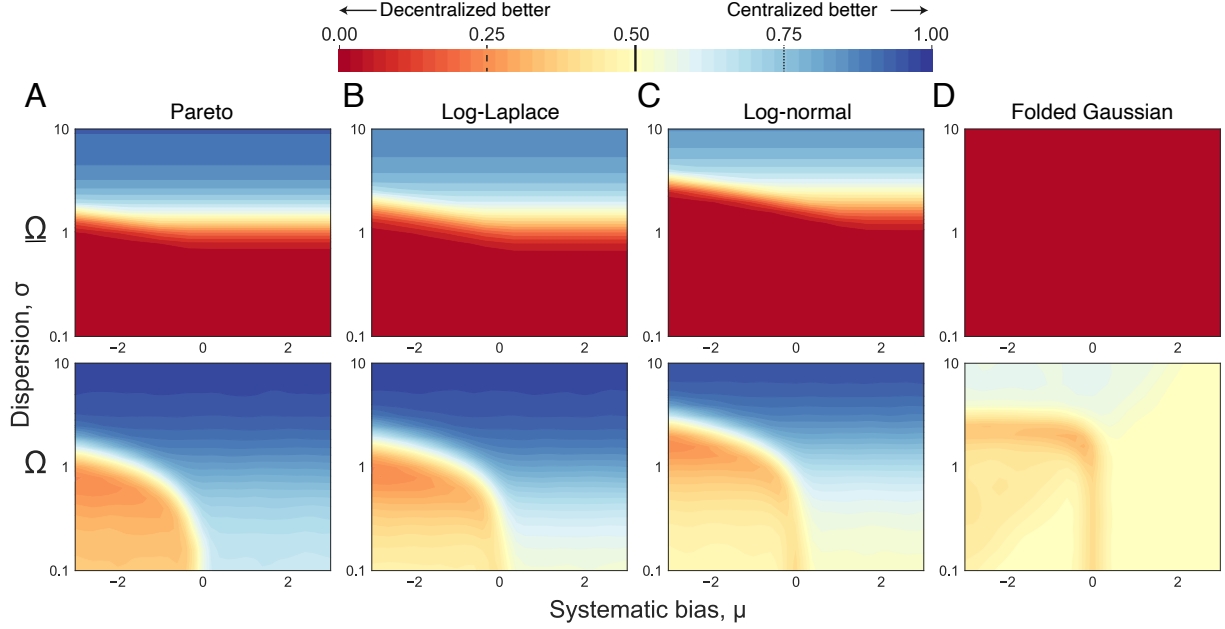 ← Decentralized better Centralized better →
0.00 0.25 0.50 0.75 1.00
A B C D
Pareto Log-Laplace Log-normal Folded Gaussian
10 10 10 10
Ω
1 1 1 1
0.1 0.1 0.1 0.1
−2 0 2 −2 0 2 −2 0 2 −2 0 2
Dispersion, σ
10 10 10 10
Ω
1 1 1 1
0.1 0.1 0.1 0.1
−2 0 2 −2 0 2 −2 0 2 −2 0 2
Systematic bias, μ